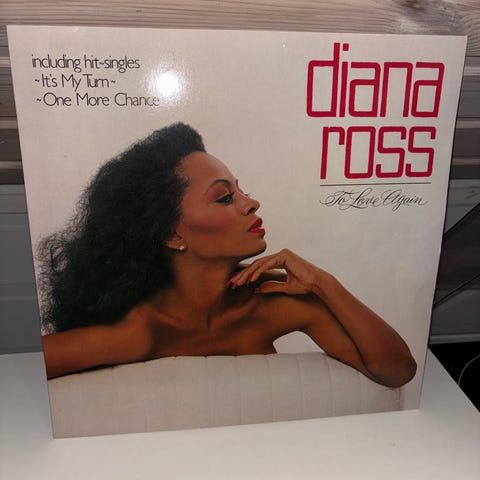 including hit-singles
~It's My Turn~
~One More Chance
diana
ross
To Love Again